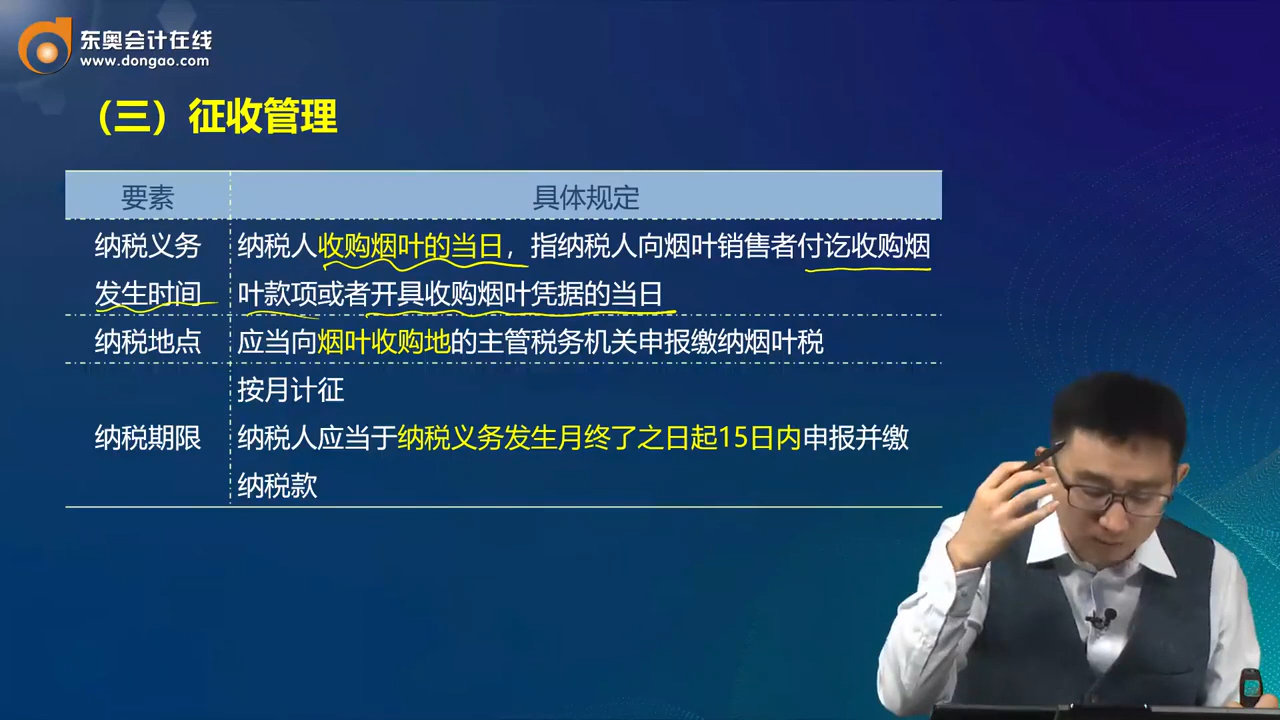 东奥会计在线
www.dongao.com
（三）征收管理
要素
具体规定
纳税义务
发生时间
纳税人收购烟叶的当日，指纳税人向烟叶销售者付讫收购烟
叶款项或者开具收购烟叶凭据的当日
纳税地点
应当向烟叶收购地的主管税务机关申报缴纳烟叶税
纳税期限
按月计征
纳税人应当于纳税义务发生月终了之日起15日内申报并缴
纳税款